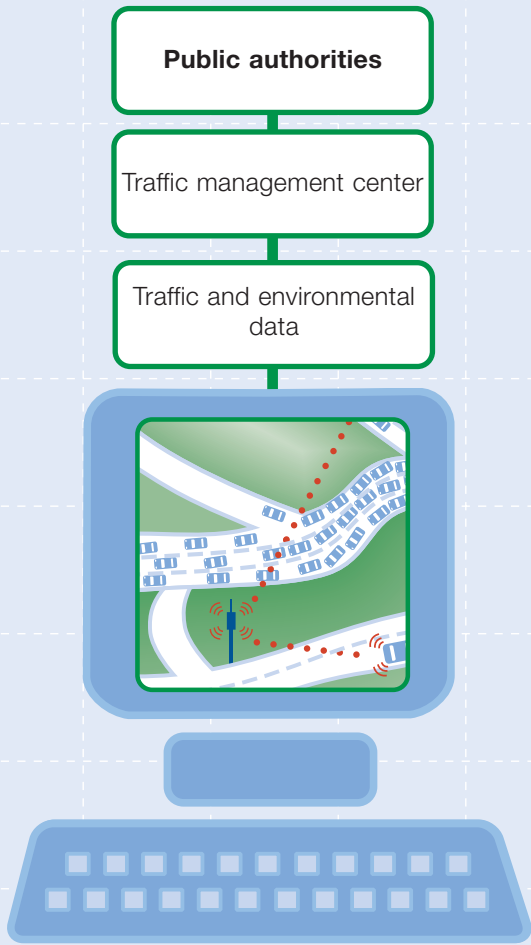 Public authorities
Traffic management center
Traffic and environmental
data